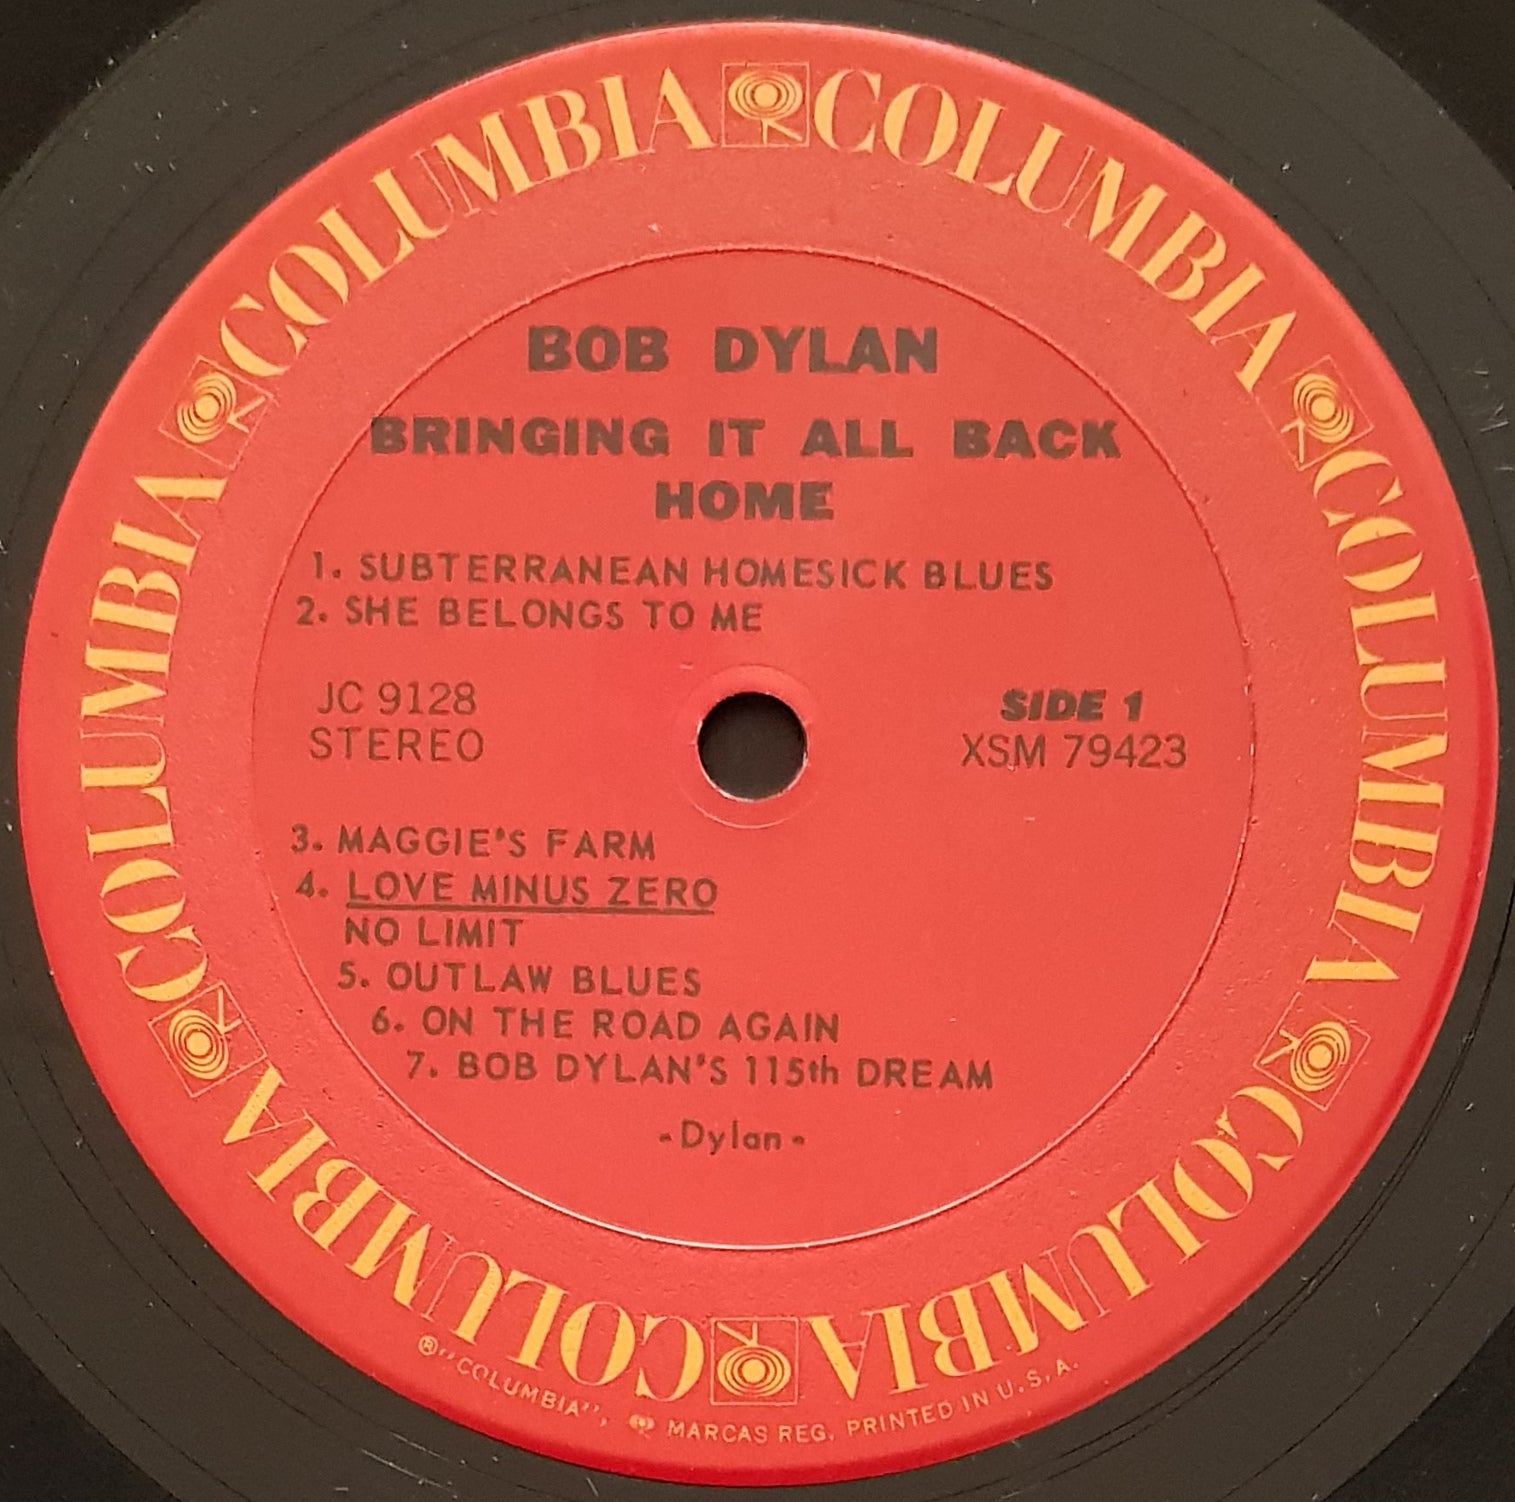 COLUMBIA COLUMBIA COLUMBIA COLUMBIA COLUMBIA COLUMBIA
BOB DYLAN
BRINGING IT ALL BACK
HOME
1. SUBTERRANEAN HOMESICK BLUES
2. SHE BELONGS TO ME
JC 9128
STEREO
SIDE 1
XSM 79423
3. MAGGIE'S FARM
4. LOVE MINUS ZERO
NO LIMIT
5. OUTLAW BLUES
6. ON THE ROAD AGAIN
7. BOB DYLAN'S 115th DREAM
-Dylan-
®"COLUMBIA", MARCAS REG. PRINTED IN U.S.A.